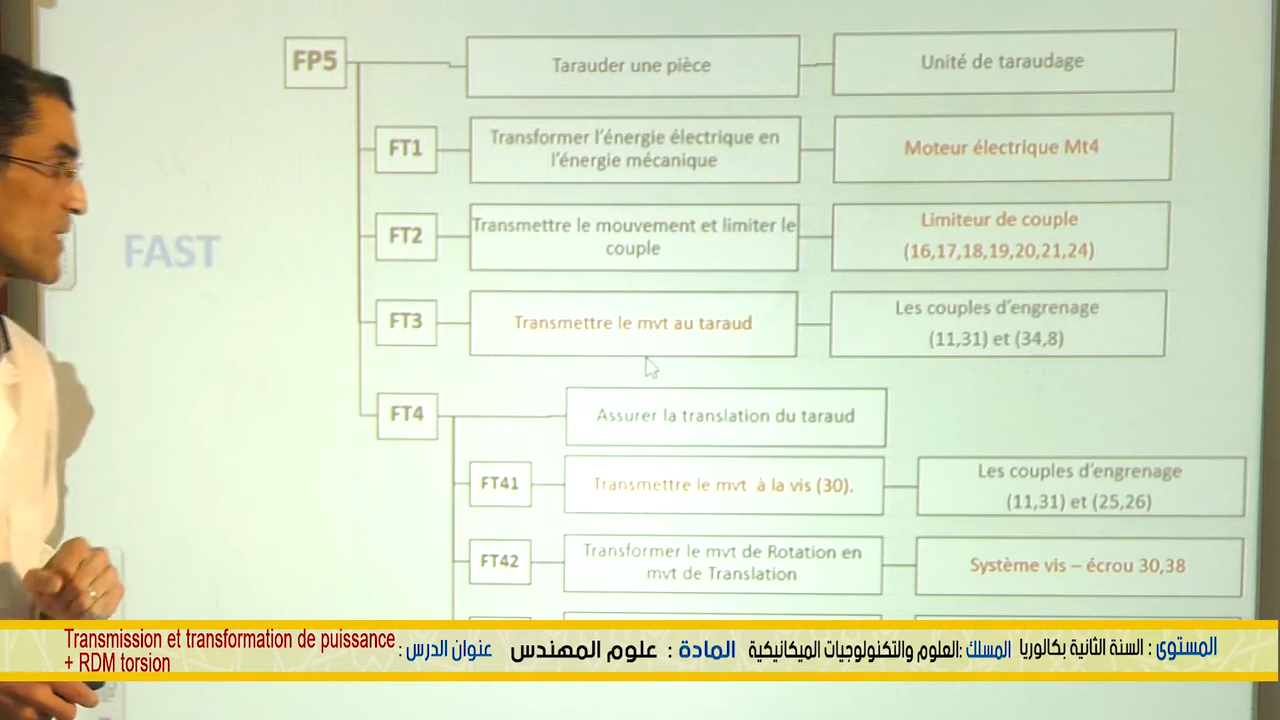 FP5
Tarauder une pièce
Unité de taraudage
FT1
Transformer l'énergie électrique en
l'énergie mécanique
Moteur électrique Mt4
FT2
Transmettre le mouvement et limiter le
couple
Limiteur de couple
(16,17,18,19,20,21,24)
FAST
FT3
Transmettre le mvt au taraud
Les couples d'engrenage
(11,31) et (34,8)
FT4
Assurer la translation du taraud
FT41
Transmettre le mvt à la vis (30).
Les couples d'engrenage
(11,31) et (25,26)
FT42
Transformer le mvt de Rotation en
mvt de Translation
Système vis – écrou 30,38
المستوى : السنة الثانية بكالوريا المسلك :العلوم والتكنولوجيات الميكانيكية المادة : علوم المهندس عنوان الدرس :
Transmission et transformation de puissance
+ RDM torsion